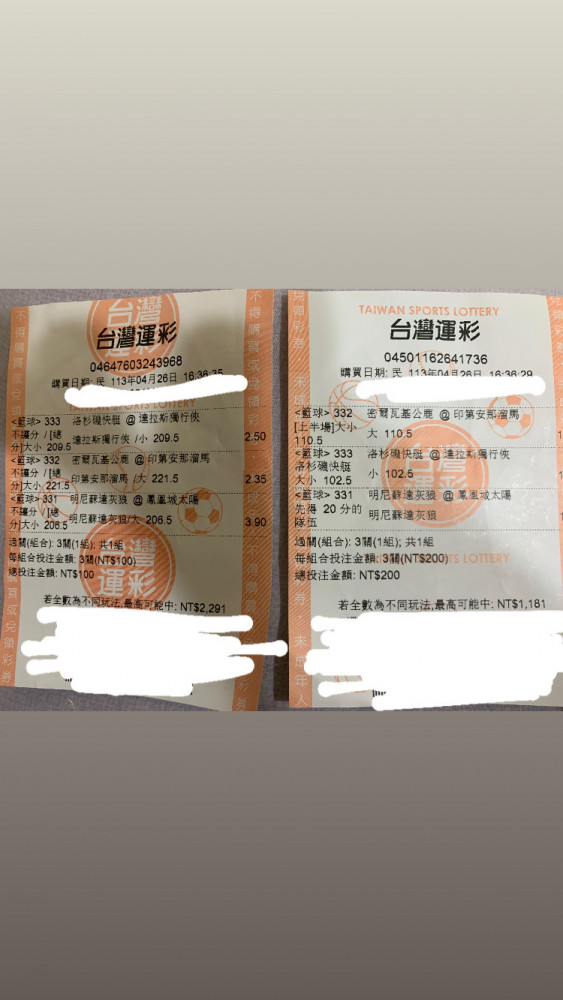 台灣運彩
04647603243968
購買日期: 民 113年04月26日 16:36:35
<籃球> 333 洛杉磯快艇 @ 達拉斯獨行俠
不讓分 /[總
分]大小 209.5 達拉斯獨行俠 /小 209.5 2.50
<籃球> 332 密爾瓦基公鹿 @ 印第安那溜馬
不讓分 /[總
分]大小 221.5 印第安那溜馬 /大 221.5 2.35
<籃球> 331 明尼蘇達灰狼 @ 鳳凰城太陽
不讓分 /[總
分]大小 206.5 明尼蘇達灰狼/大 206.5 3.90
過關(組合): 3關(1組); 共1組
每組合投注金額: 3關(NT$100)
總投注金額: NT$100
若全數為不同玩法,最高可能中: NT$2,291
TAIWAN SPORTS LOTTERY
台灣運彩
04501162641736
購買日期: 民 113年04月26日 16:36:29
<籃球> 332 密爾瓦基公鹿 @ 印第安那溜馬
[上半場]大小
110.5 大 110.5
<籃球> 333 洛杉磯快艇 @ 達拉斯獨行俠
洛杉磯快艇
大小 102.5 小 102.5
<籃球> 331 明尼蘇達灰狼 @ 鳳凰城太陽
先得 20 分的
隊伍 明尼蘇達灰狼
過關(組合): 3關(1組); 共1組
每組合投注金額: 3關(NT$200)
總投注金額: NT$200
若全數為不同玩法,最高可能中: NT$1,181